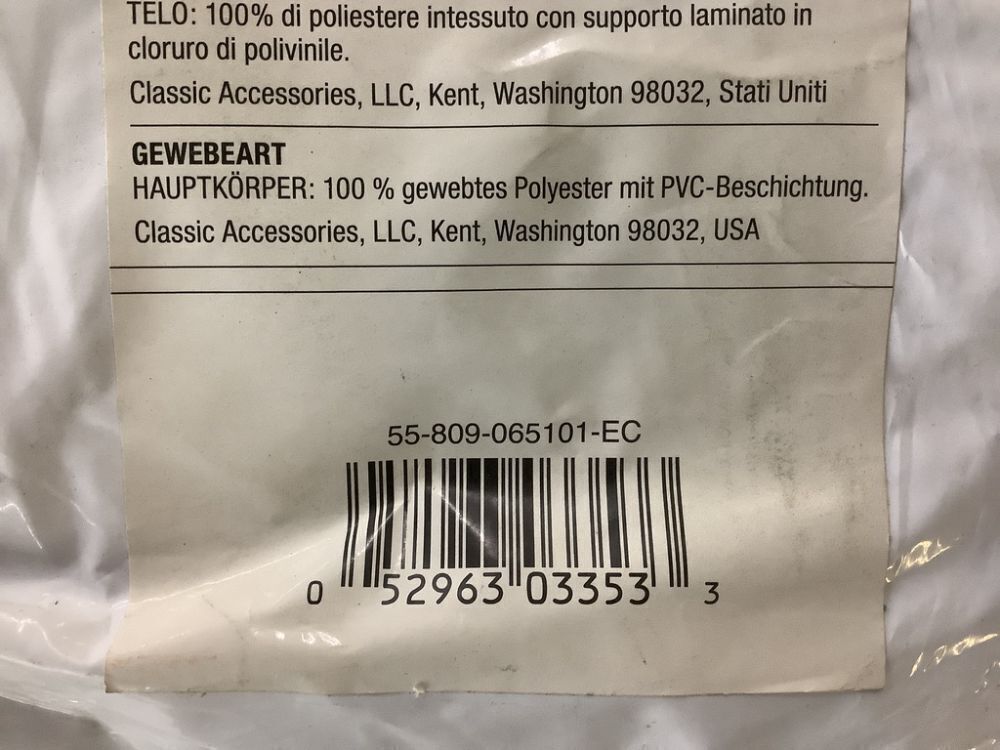 TELO: 100% di poliestere intessuto con supporto laminato in
cloruro di polivinile.
Classic Accessories, LLC, Kent, Washington 98032, Stati Uniti
GEWEBEART
HAUPTKÖRPER: 100 % gewebtes Polyester mit PVC-Beschichtung.
Classic Accessories, LLC, Kent, Washington 98032, USA
55-809-065101-EC
0 52963 03353 3